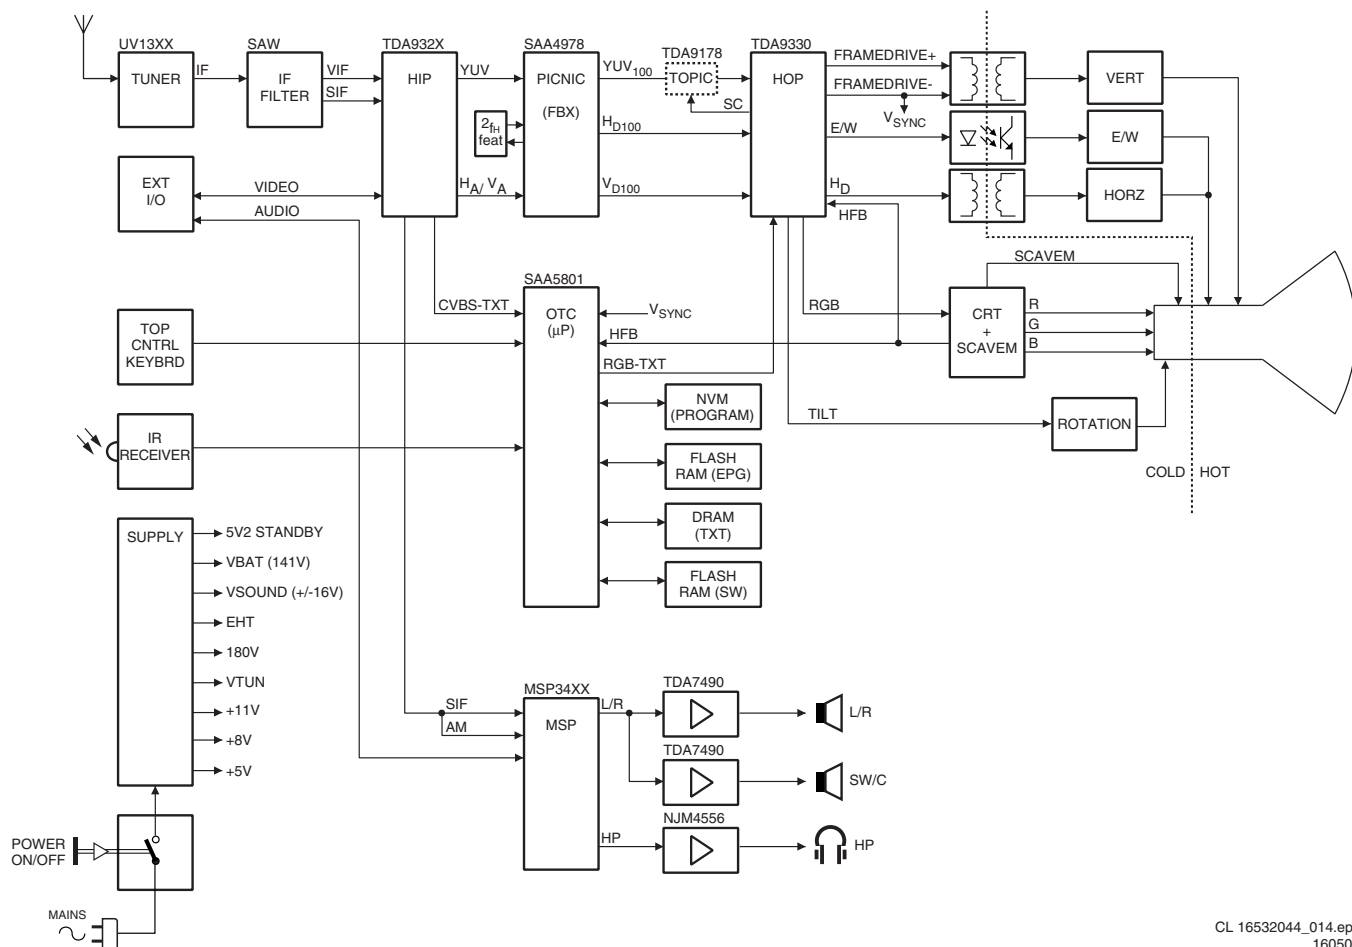 UV13XX
TUNER
IF
SAW
IF
FILTER
VIF
SIF
TDA932X
HIP
YUV
SAA4978
PICNIC
(FBX)
2fH
feat
HA/ VA
YUV100
HD100
VD100
TDA9178
TOPIC
SC
TDA9330
HOP
FRAMEDRIVE+
FRAMEDRIVE-
VSYNC
E/W
HD
HFB
VERT
E/W
HORZ
EXT
I/O
VIDEO
AUDIO
SAA5801
OTC
(µP)
CVBS-TXT
VSYNC
HFB
RGB-TXT
RGB
SCAVEM
CRT
+
SCAVEM
R
G
B
TOP
CNTRL
KEYBRD
NVM
(PROGRAM)
TILT
ROTATION
IR
RECEIVER
FLASH
RAM (EPG)
COLD
HOT
DRAM
(TXT)
FLASH
RAM (SW)
SUPPLY
5V2 STANDBY
VBAT (141V)
VSOUND (+/-16V)
EHT
180V
VTUN
+11V
+8V
+5V
SIF
AM
MSP34XX
MSP
L/R
HP
TDA7490
L/R
TDA7490
SW/C
NJM4556
HP
POWER
ON/OFF
MAINS
CL 16532044_014.ep
16050